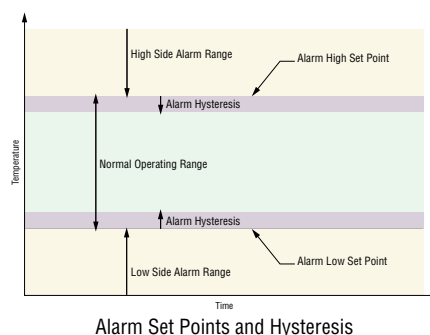 High Side Alarm Range
Alarm High Set Point
Alarm Hysteresis
Normal Operating Range
Temperature
Alarm Hysteresis
Alarm Low Set Point
Low Side Alarm Range
Time
Alarm Set Points and Hysteresis